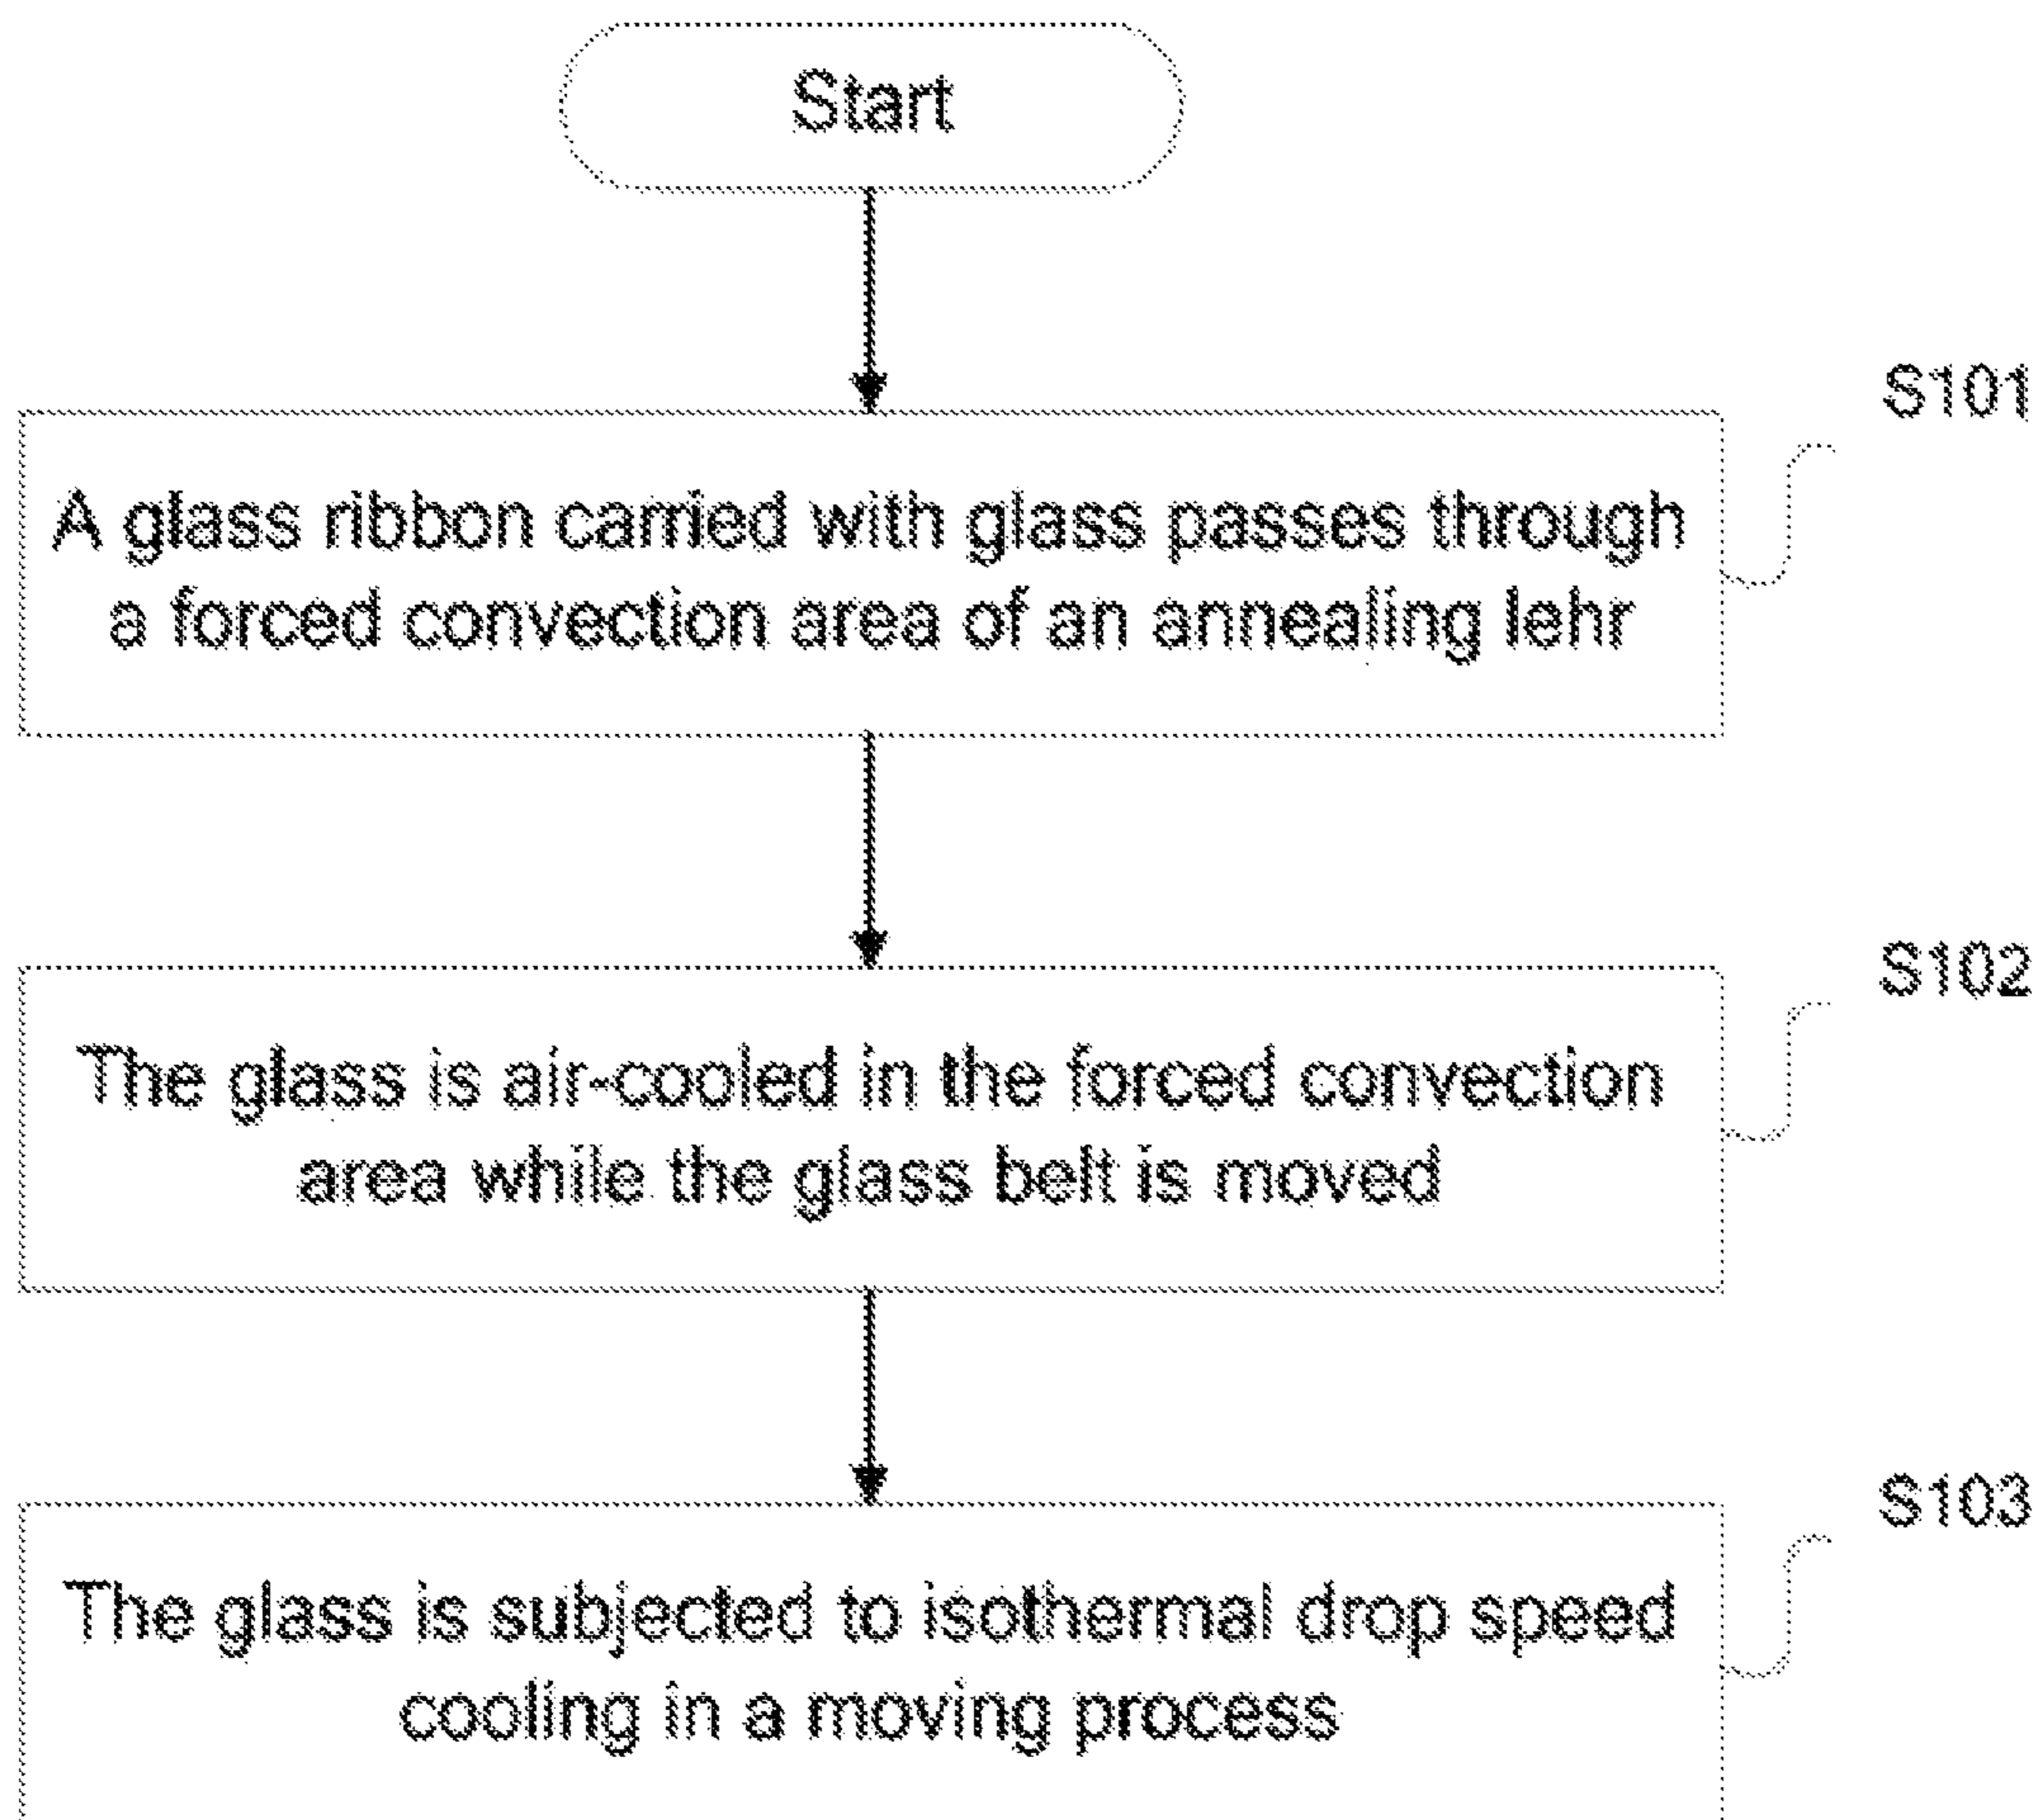 Start
S101
A glass ribbon carried with glass passes through
a forced convection area of an annealing lehr
S102
The glass is air-cooled in the forced convection
area while the glass belt is moved
S103
The glass is subjected to isothermal drop speed
cooling in a moving process